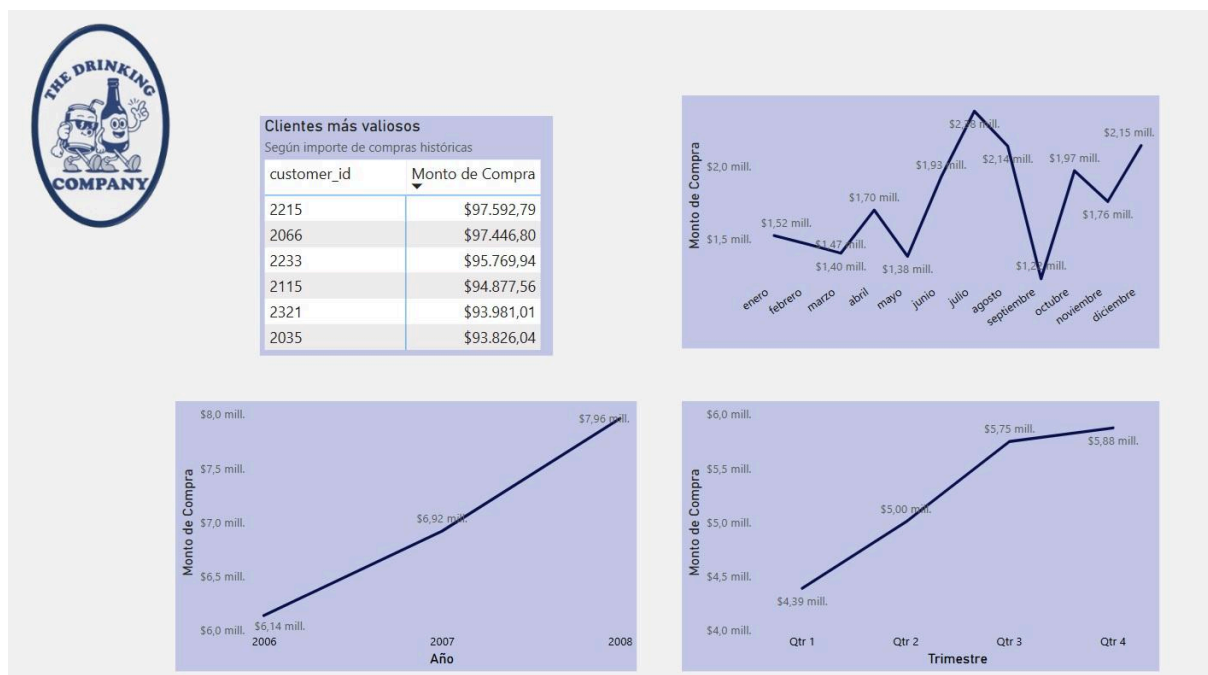 THE DRINKING
COMPANY
Clientes más valiosos
Según importe de compras históricas
customer_id Monto de Compra
2215 $97.592,79
2066 $97.446,80
2233 $95.769,94
2115 $94.877,56
2321 $93.981,01
2035 $93.826,04
Monto de Compra
$2,0 mill.
$1,5 mill.
$1,52 mill.
$1,47 mill.
$1,40 mill.
$1,70 mill.
$1,38 mill.
$1,93 mill.
$2,38 mill.
$2,14 mill.
$1,97 mill.
$1,76 mill.
$2,15 mill.
enero
febrero
marzo
abril
mayo
junio
julio
agosto
septiembre
octubre
noviembre
diciembre
Monto de Compra
$8,0 mill.
$7,5 mill.
$7,0 mill.
$6,5 mill.
$6,0 mill.
$6,14 mill.
$6,92 mill.
$7,96 mill.
2006 2007 2008
Año
Monto de Compra
$6,0 mill.
$5,5 mill.
$5,0 mill.
$4,5 mill.
$4,0 mill.
$4,39 mill.
$5,00 mill.
$5,75 mill.
$5,88 mill.
Qtr 1 Qtr 2 Qtr 3 Qtr 4
Trimestre